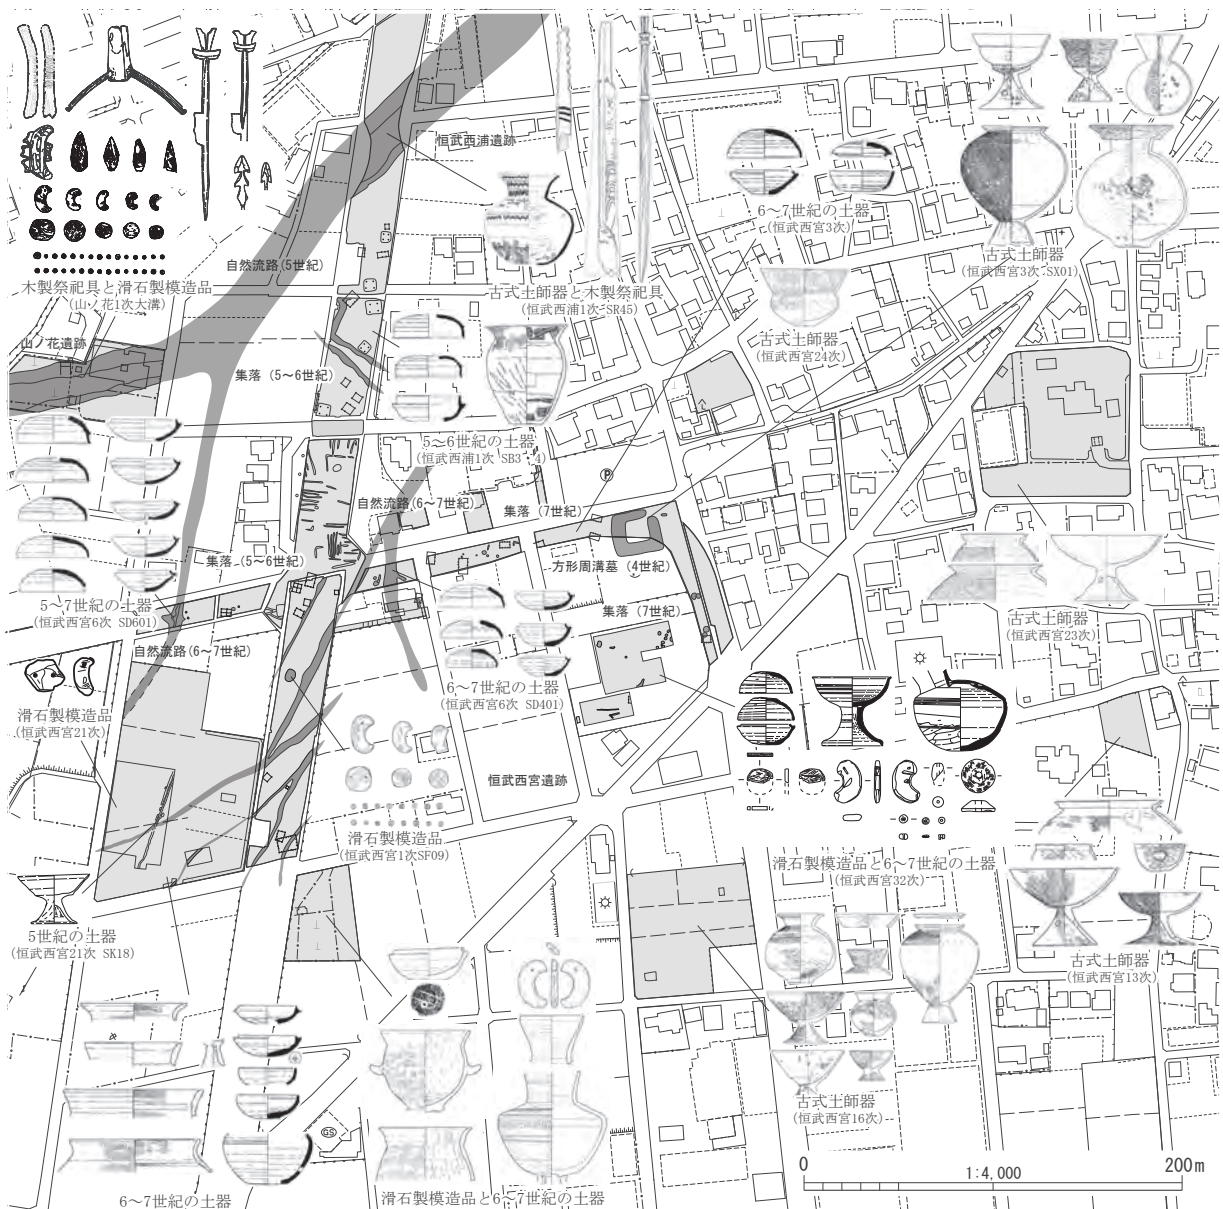 恒武西浦遺跡
6～7世紀の土器
(恒武西宮3次)
古式土師器
(恒武西宮3次 SX01)
自然流路(5世紀)
木製祭祀具と滑石製模造品
(山ノ花1次大溝)
古式土師器と木製祭祀具
(恒武西浦1次 SR45)
山ノ花遺跡
古式土師器
(恒武西宮24次)
集落（5～6世紀）
5～6世紀の土器
(恒武西浦1次 SB3 4)
P
自然流路(6～7世紀)
集落（7世紀）
集落（5～6世紀）
方形周溝墓（4世紀）
5～7世紀の土器
(恒武西宮6次 SD601)
集落（7世紀）
古式土師器
(恒武西宮23次)
自然流路(6～7世紀)
6～7世紀の土器
(恒武西宮6次 SD401)
滑石製模造品
(恒武西宮21次)
恒武西宮遺跡
滑石製模造品
(恒武西宮1次SF09)
滑石製模造品と6～7世紀の土器
(恒武西宮32次)
5世紀の土器
(恒武西宮21次 SK18)
古式土師器
(恒武西宮13次)
古式土師器
(恒武西宮16次)
GS
0
1:4,000
200m
6～7世紀の土器
滑石製模造品と6～7世紀の土器